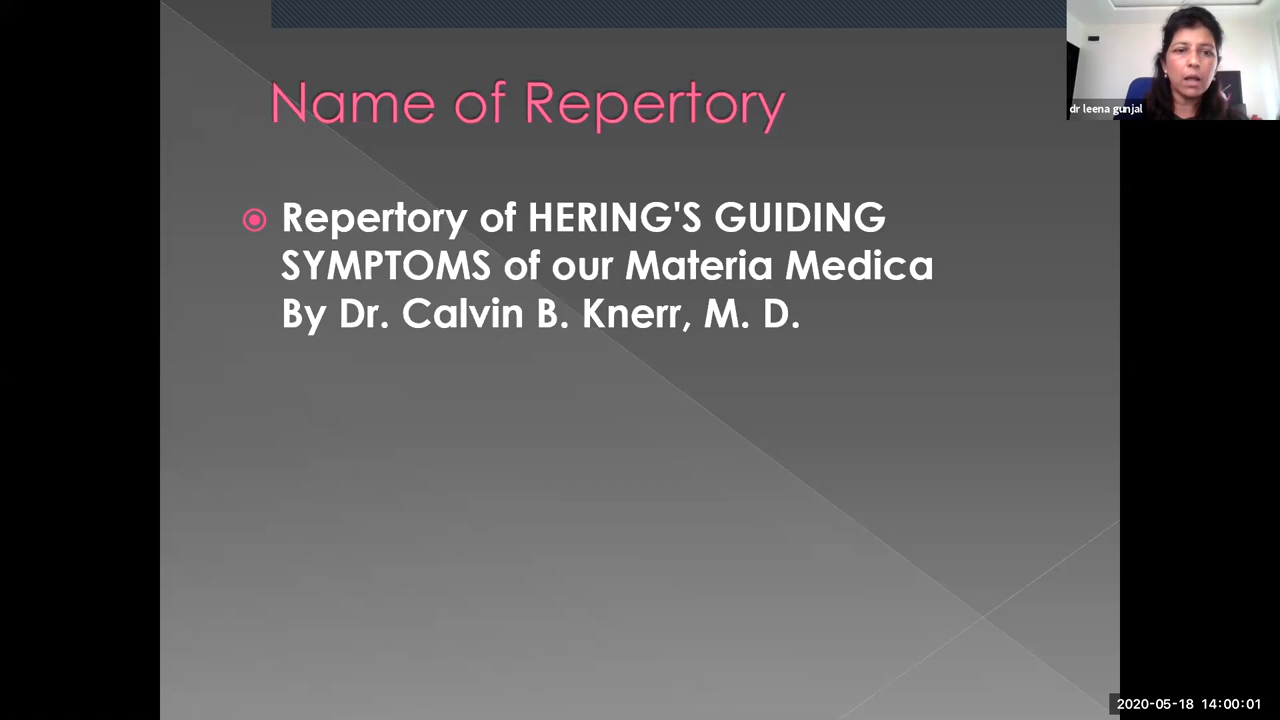 Name of Repertory
Repertory of HERING'S GUIDING
SYMPTOMS of our Materia Medica
By Dr. Calvin B. Knerr, M. D.
dr leena gunjal
2020-05-18 14:00:01